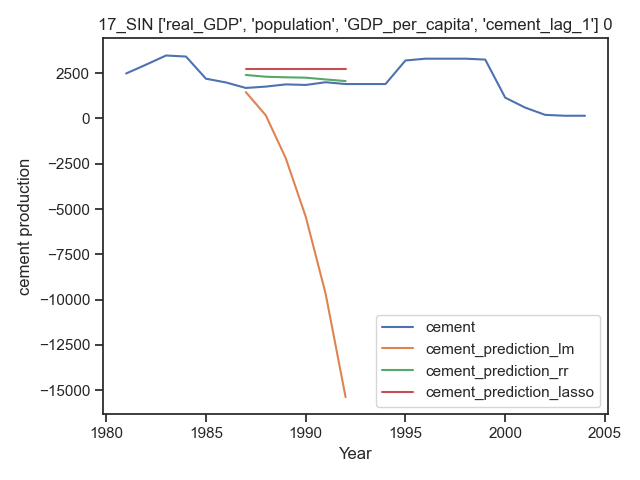 17_SIN ['real_GDP', 'population', 'GDP_per_capita', 'cement_lag_1'] 0
2500
0
−2500
−5000
−7500
−10000
−12500
−15000
cement production
1980
1985
1990
1995
2000
2005
Year
cement
cement_prediction_lm
cement_prediction_rr
cement_prediction_lasso